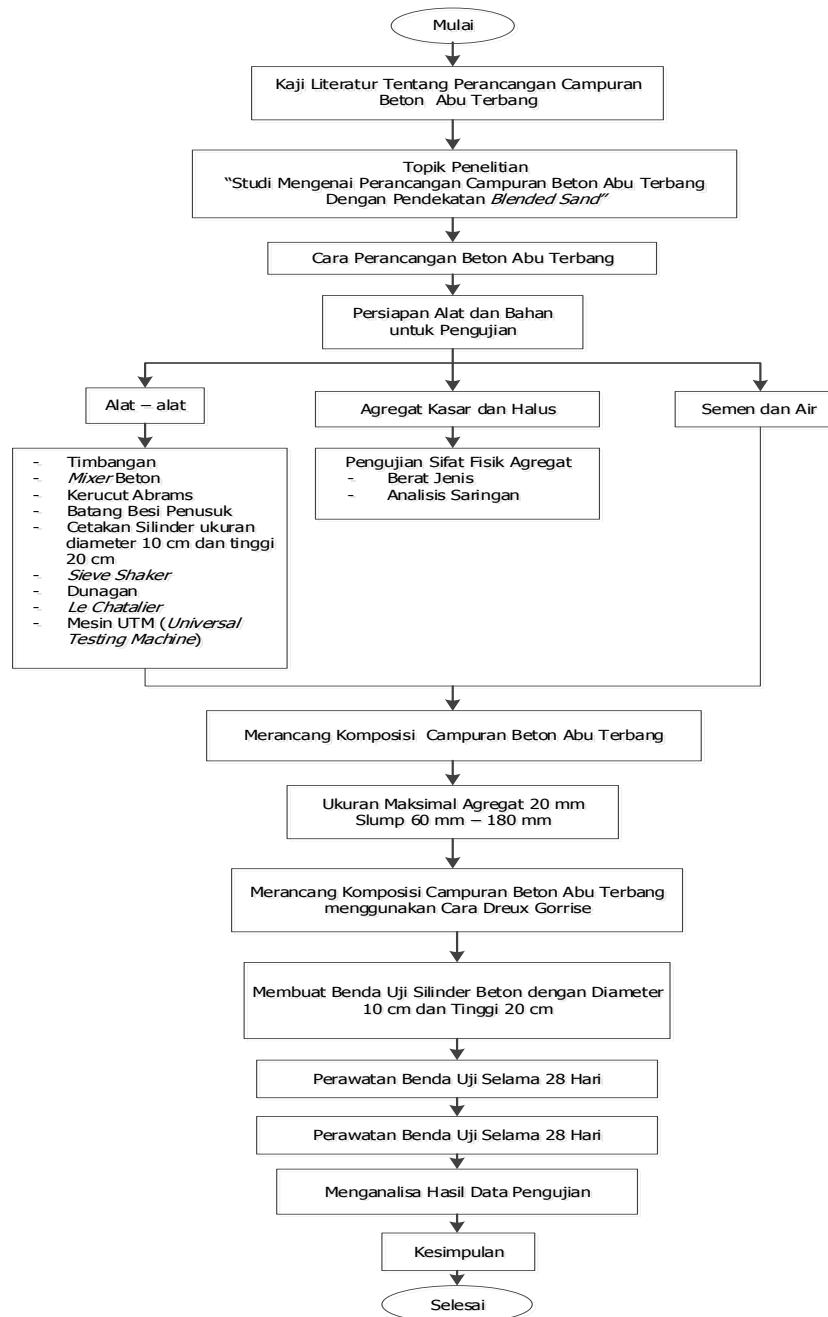 Mulai
Kaji Literatur Tentang Perancangan Campuran
Beton Abu Terbang
Topik Penelitian
“Studi Mengenai Perancangan Campuran Beton Abu Terbang
Dengan Pendekatan Blended Sand”
Cara Perancangan Beton Abu Terbang
Persiapan Alat dan Bahan
untuk Pengujian
Alat – alat
Agregat Kasar dan Halus
Semen dan Air
- Timbangan
- Mixer Beton
- Kerucut Abrams
- Batang Besi Penusuk
- Cetakan Silinder ukuran
diameter 10 cm dan tinggi
20 cm
- Sieve Shaker
- Dunagan
- Le Chatalier
- Mesin UTM (Universal
Testing Machine)
Pengujian Sifat Fisik Agregat
- Berat Jenis
- Analisis Saringan
Merancang Komposisi Campuran Beton Abu Terbang
Ukuran Maksimal Agregat 20 mm
Slump 60 mm – 180 mm
Merancang Komposisi Campuran Beton Abu Terbang
menggunakan Cara Dreux Gorrise
Membuat Benda Uji Silinder Beton dengan Diameter
10 cm dan Tinggi 20 cm
Perawatan Benda Uji Selama 28 Hari
Perawatan Benda Uji Selama 28 Hari
Menganalisa Hasil Data Pengujian
Kesimpulan
Selesai